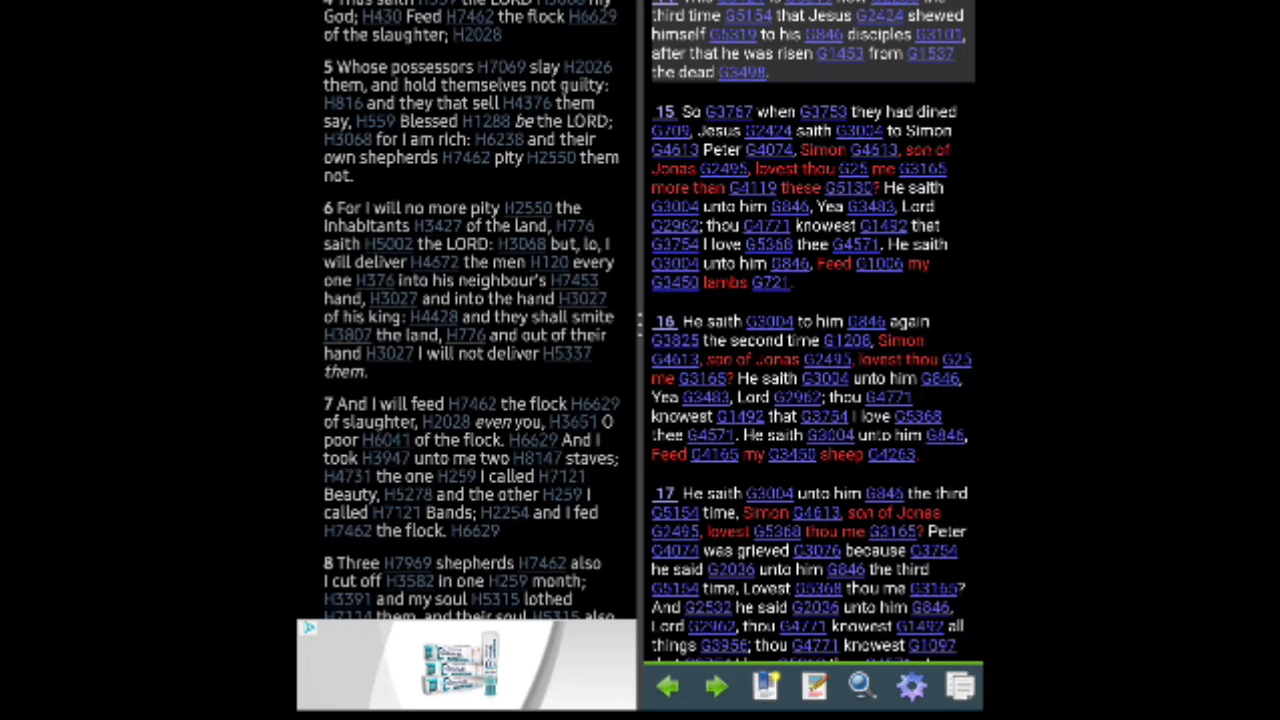 4 Thus saith H559 the LORD H3068 my
God; H430 Feed H7462 the flock H6629
of the slaughter; H2028
5 Whose possessors H7069 slay H2026
them, and hold themselves not guilty:
H816 and they that sell H4376 them
say, H559 Blessed H1288 be the LORD;
H3068 for I am rich: H6238 and their
own shepherds H7462 pity H2550 them
not.
6 For I will no more pity H2550 the
inhabitants H3427 of the land, H776
saith H5002 the LORD: H3068 but, lo, I
will deliver H4672 the men H120 every
one H376 into his neighbour's H7453
hand, H3027 and into the hand H3027
of his king: H4428 and they shall smite
H3807 the land, H776 and out of their
hand H3027 I will not deliver H5337
them.
7 And I will feed H7462 the flock H6629
of slaughter, H2028 even you, H3651 O
poor H6041 of the flock. H6629 And I
took H3947 unto me two H8147 staves;
H4731 the one H259 I called H7121
Beauty, H5278 and the other H259 I
called H7121 Bands; H2254 and I fed
H7462 the flock. H6629
8 Three H7969 shepherds H7462 also
I cut off H3582 in one H259 month;
H3391 and my soul H5315 lothed
H7114 them, and their soul H5315 also
third time G5154 that Jesus G2424 shewed
himself G5319 to his G846 disciples G3101,
after that he was risen G1453 from G1537
the dead G3498.
15 So G3767 when G3753 they had dined
G709, Jesus G2424 saith G3004 to Simon
G4613 Peter G4074, Simon G4613, son of
Jonas G2495, lovest thou G25 me G3165
more than G4119 these G5130? He saith
G3004 unto him G846, Yea G3483, Lord
G2962; thou G4771 knowest G1492 that
G3754 I love G5368 thee G4571. He saith
G3004 unto him G846, Feed G1006 my
G3450 lambs G721.
16 He saith G3004 to him G846 again
G3825 the second time G1208, Simon
G4613, son of Jonas G2495, lovest thou G25
me G3165? He saith G3004 unto him G846,
Yea G3483, Lord G2962; thou G4771
knowest G1492 that G3754 I love G5368
thee G4571. He saith G3004 unto him G846,
Feed G4165 my G3450 sheep G4263.
17 He saith G3004 unto him G846 the third
G5154 time, Simon G4613, son of Jonas
G2495, lovest G5368 thou me G3165? Peter
G4074 was grieved G3076 because G3754
he said G2036 unto him G846 the third
G5154 time, Lovest G5368 thou me G3165?
And G2532 he said G2036 unto him G846,
Lord G2962, thou G4771 knowest G1492 all
things G3956; thou G4771 knowest G1097